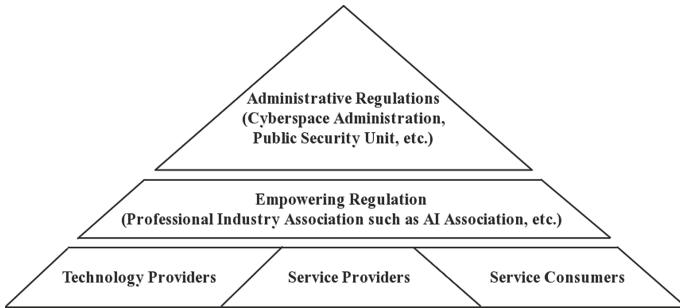 Administrative Regulations
(Cyberspace Administration,
Public Security Unit, etc.)
Empowering Regulation
(Professional Industry Association such as AI Association, etc.)
Technology Providers
Service Providers
Service Consumers